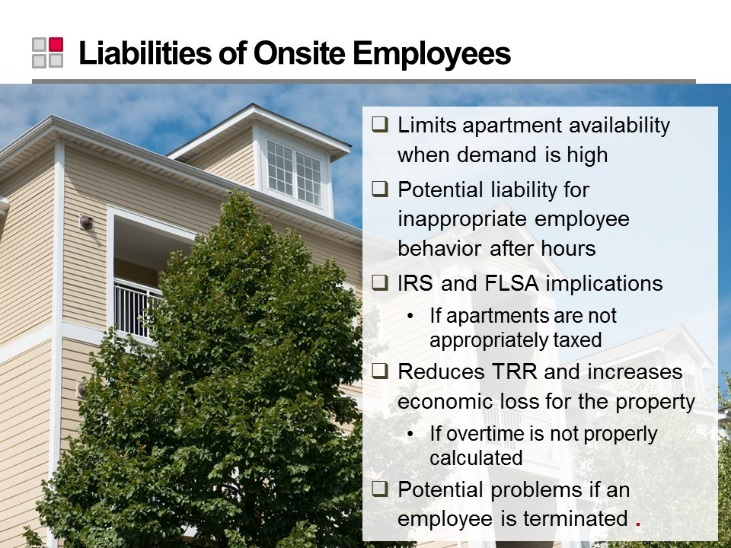 Liabilities of Onsite Employees
❑ Limits apartment availability
when demand is high
❑ Potential liability for
inappropriate employee
behavior after hours
❑ IRS and FLSA implications
• If apartments are not
appropriately taxed
❑ Reduces TRR and increases
economic loss for the property
• If overtime is not properly
calculated
❑ Potential problems if an
employee is terminated .